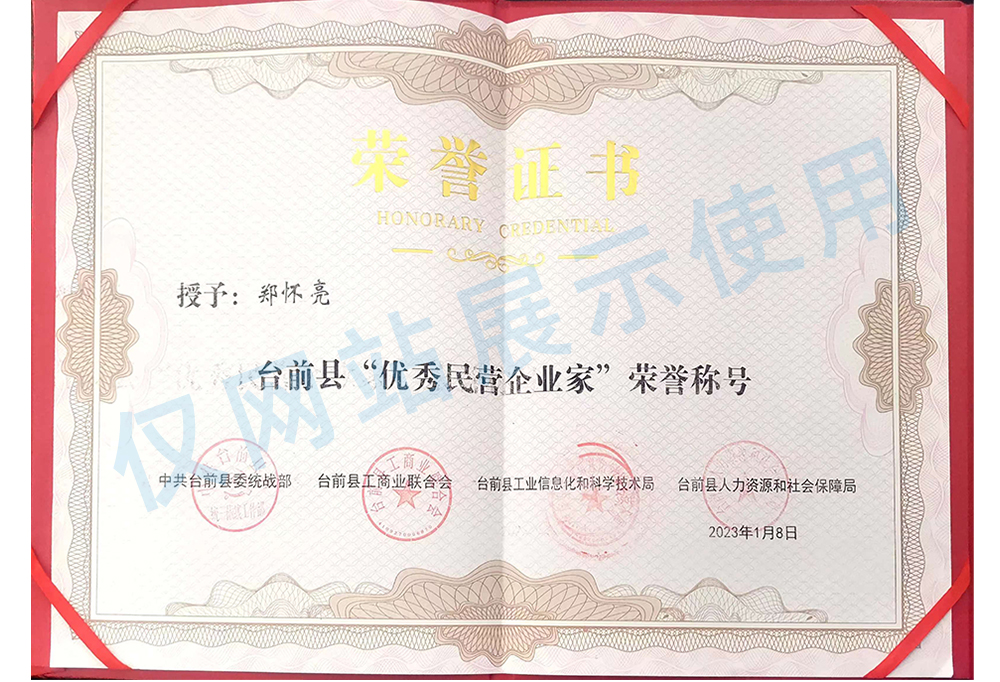 荣誉证书
HONORARY CREDENTIAL
授予：郑怀亮
台前县“优秀民营企业家”荣誉称号
中共台前县委统战部 台前县工商业联合会 台前县工业信息化和科学技术局 台前县人力资源和社会保障局
2023年1月8日
仅网站展示使用